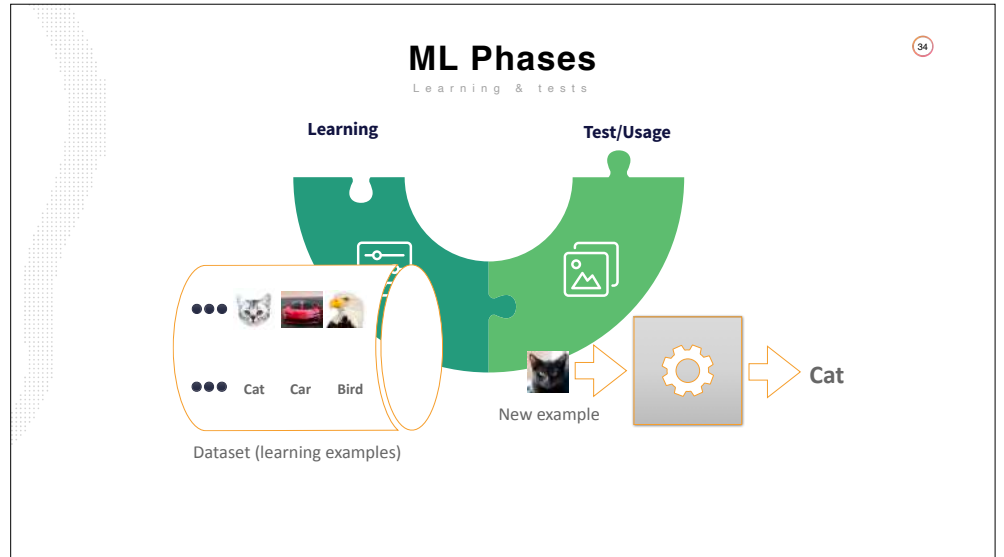 34
ML Phases
Learning & tests
Learning
Test/Usage
Cat Car Bird
New example
Cat
Dataset (learning examples)